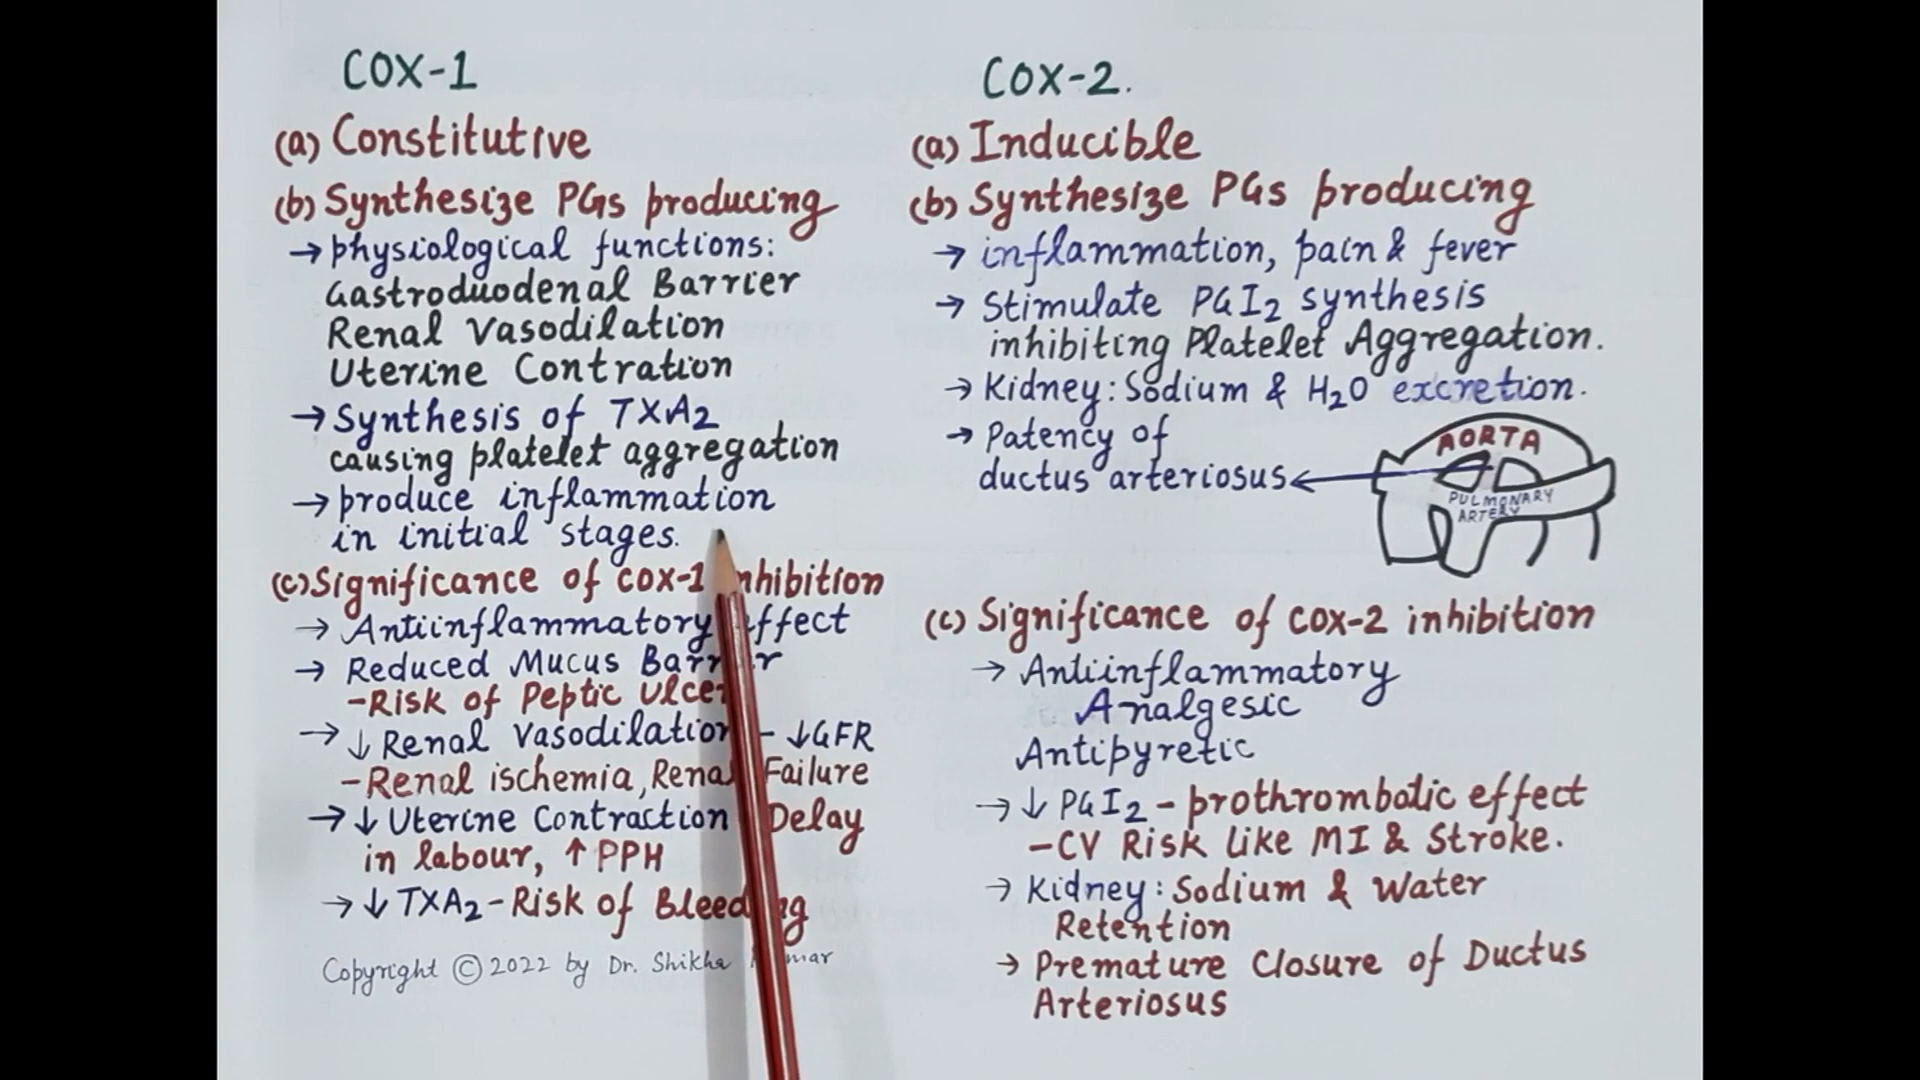 COX-1
(a) Constitutive
(b) Synthesize PGs producing
→ physiological functions:
Gastroduodenal Barrier
Renal Vasodilation
Uterine Contration
→ Synthesis of TXA2
causing platelet aggregation
→ produce inflammation
in initial stages.
(c) Significance of COX-1 inhibition
→ Antiinflammatory effect
→ Reduced Mucus Barrier
- Risk of Peptic Ulcer
→ ↓ Renal Vasodilation - ↓GFR
- Renal ischemia, Renal Failure
→ ↓ Uterine Contraction Delay
in labour, ↑ PPH
→ ↓ TXA2 - Risk of Bleeding
Copyright © 2022 by Dr. Shikha
COX-2.
(a) Inducible
(b) Synthesize PGs producing
→ inflammation, pain & fever
→ Stimulate PGI2 synthesis
inhibiting Platelet Aggregation.
→ Kidney: Sodium & H2O excretion.
→ Patency of
ductus arteriosus ←
AORTA
PULMONARY
ARTERY
(c) Significance of COX-2 inhibition
→ Antiinflammatory
Analgesic
Antipyretic
→ ↓ PGI2 - prothrombotic effect
- CV Risk like MI & Stroke.
→ Kidney: Sodium & Water
Retention
→ Premature Closure of Ductus
Arteriosus